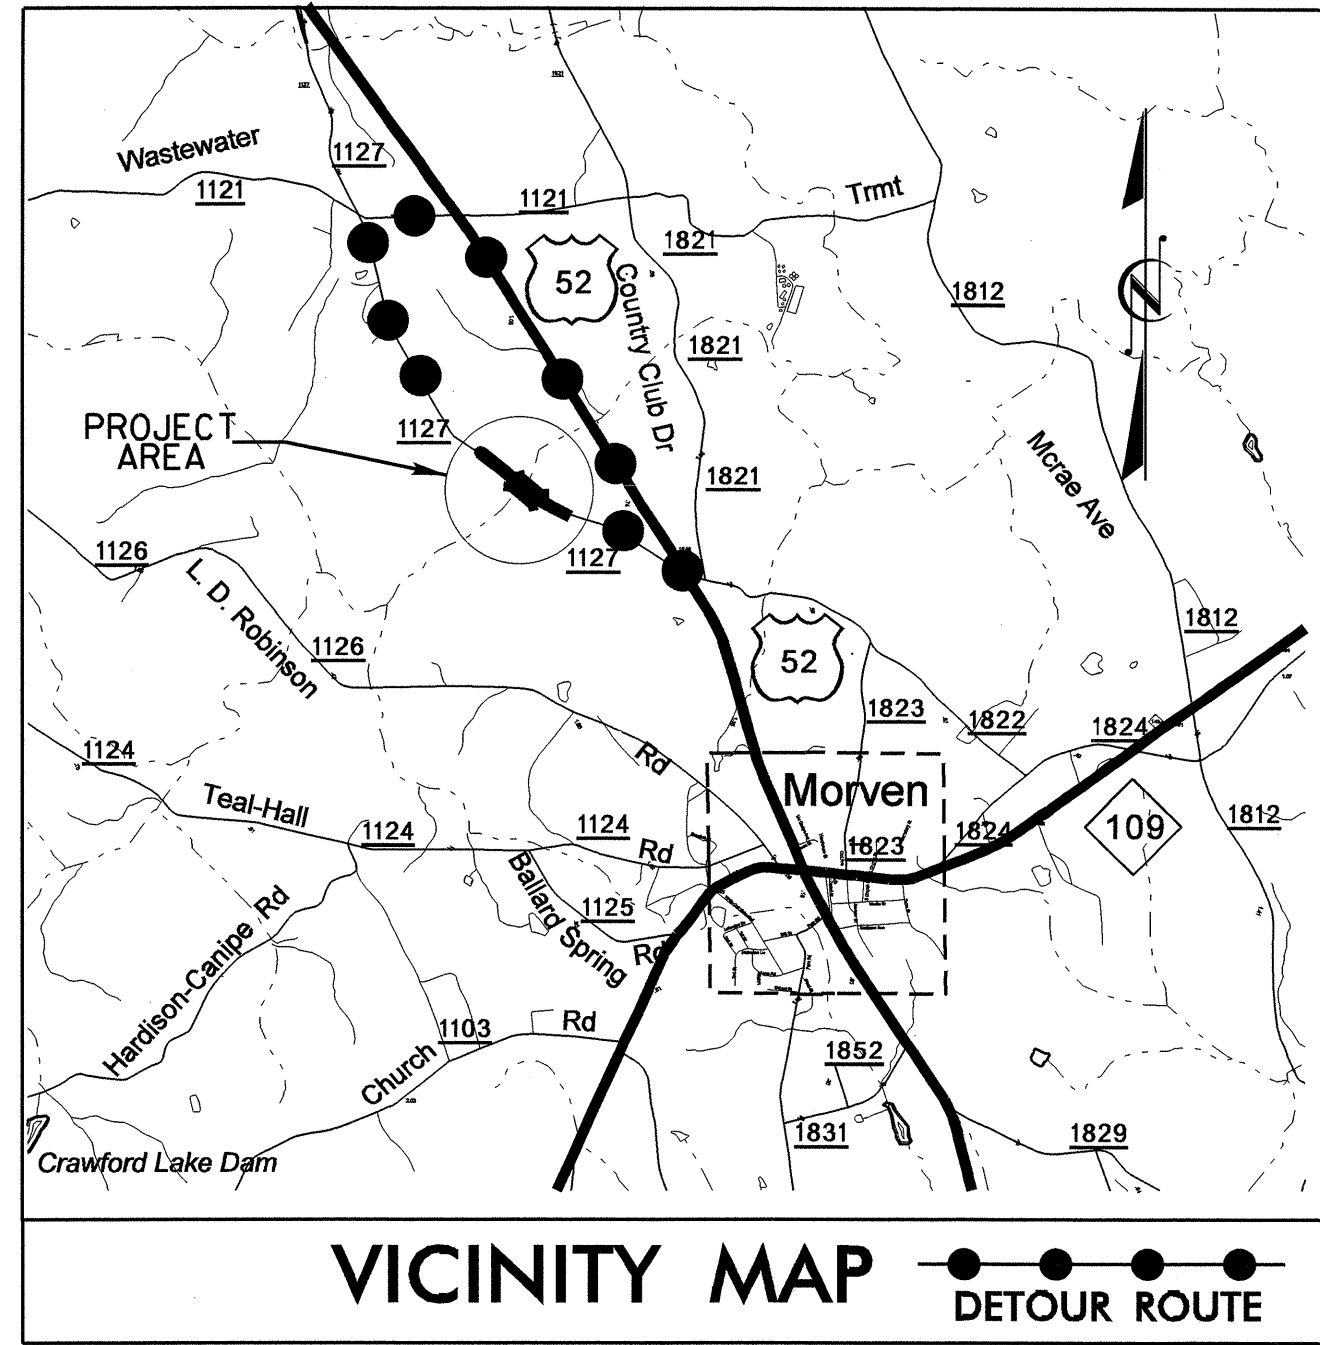 Wastewater
1127
1121
1121
Trmt
1821
52
Country Club Dr
1812
1821
PROJECT
AREA
1127
1821
Mcrae Ave
1126
1127
L. D. Robinson
1126
52
1812
1823
1822
1824
1124
Rd
Morven
Teal-Hall
1124
1124
Rd
1823
1824
109
1812
Ballard Spring
1125
Rd
Hardison-Canipe Rd
1103
Rd
Church
1852
1831
1829
Crawford Lake Dam
VICINITY MAP
DETOUR ROUTE